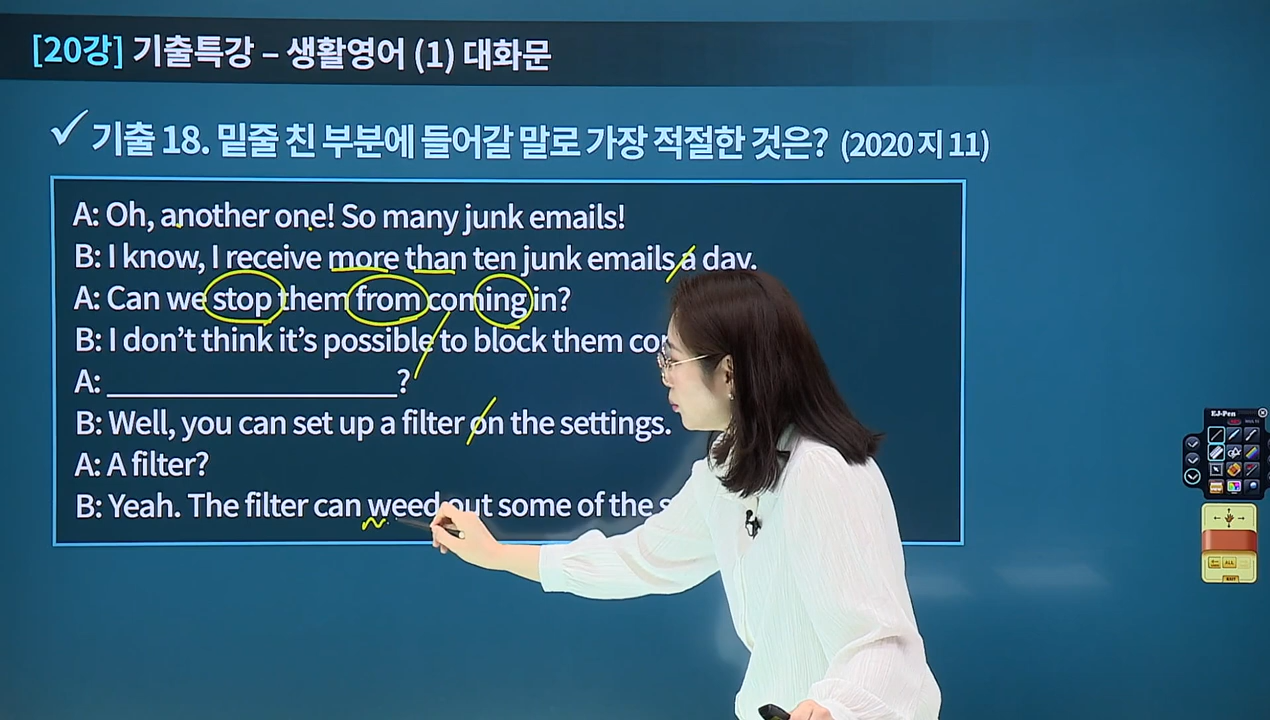 [20강] 기출특강 – 생활영어 (1) 대화문
기출 18. 밑줄 친 부분에 들어갈 말로 가장 적절한 것은? (2020 지 11)
A: Oh, another one! So many junk emails!
B: I know, I receive more than ten junk emails a day.
A: Can we stop them from coming in?
B: I don't think it's possible to block them
A: ____________________?
B: Well, you can set up a filter on the settings.
A: A filter?
B: Yeah. The filter can weed out some of the
EJ-Pen